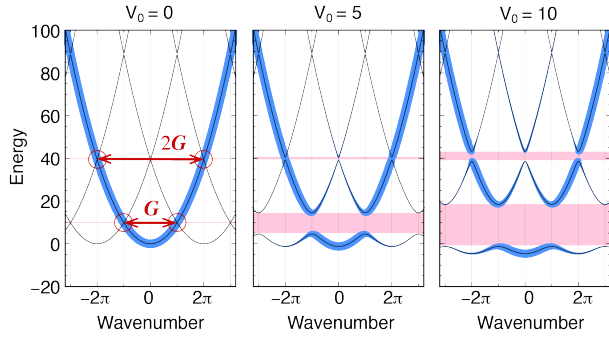 V₀ = 0
V₀ = 5
V₀ = 10
Energy
100
80
60
40
20
0
−20
2G
G
−2π 0 2π
−2π 0 2π
−2π 0 2π
Wavenumber
Wavenumber
Wavenumber